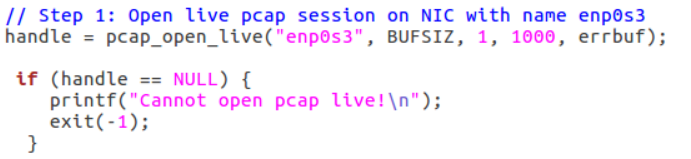 // Step 1: Open live pcap session on NIC with name enp0s3
handle = pcap_open_live("enp0s3", BUFSIZ, 1, 1000, errbuf);
if (handle == NULL) {
printf("Cannot open pcap live!\n");
exit(-1);
}